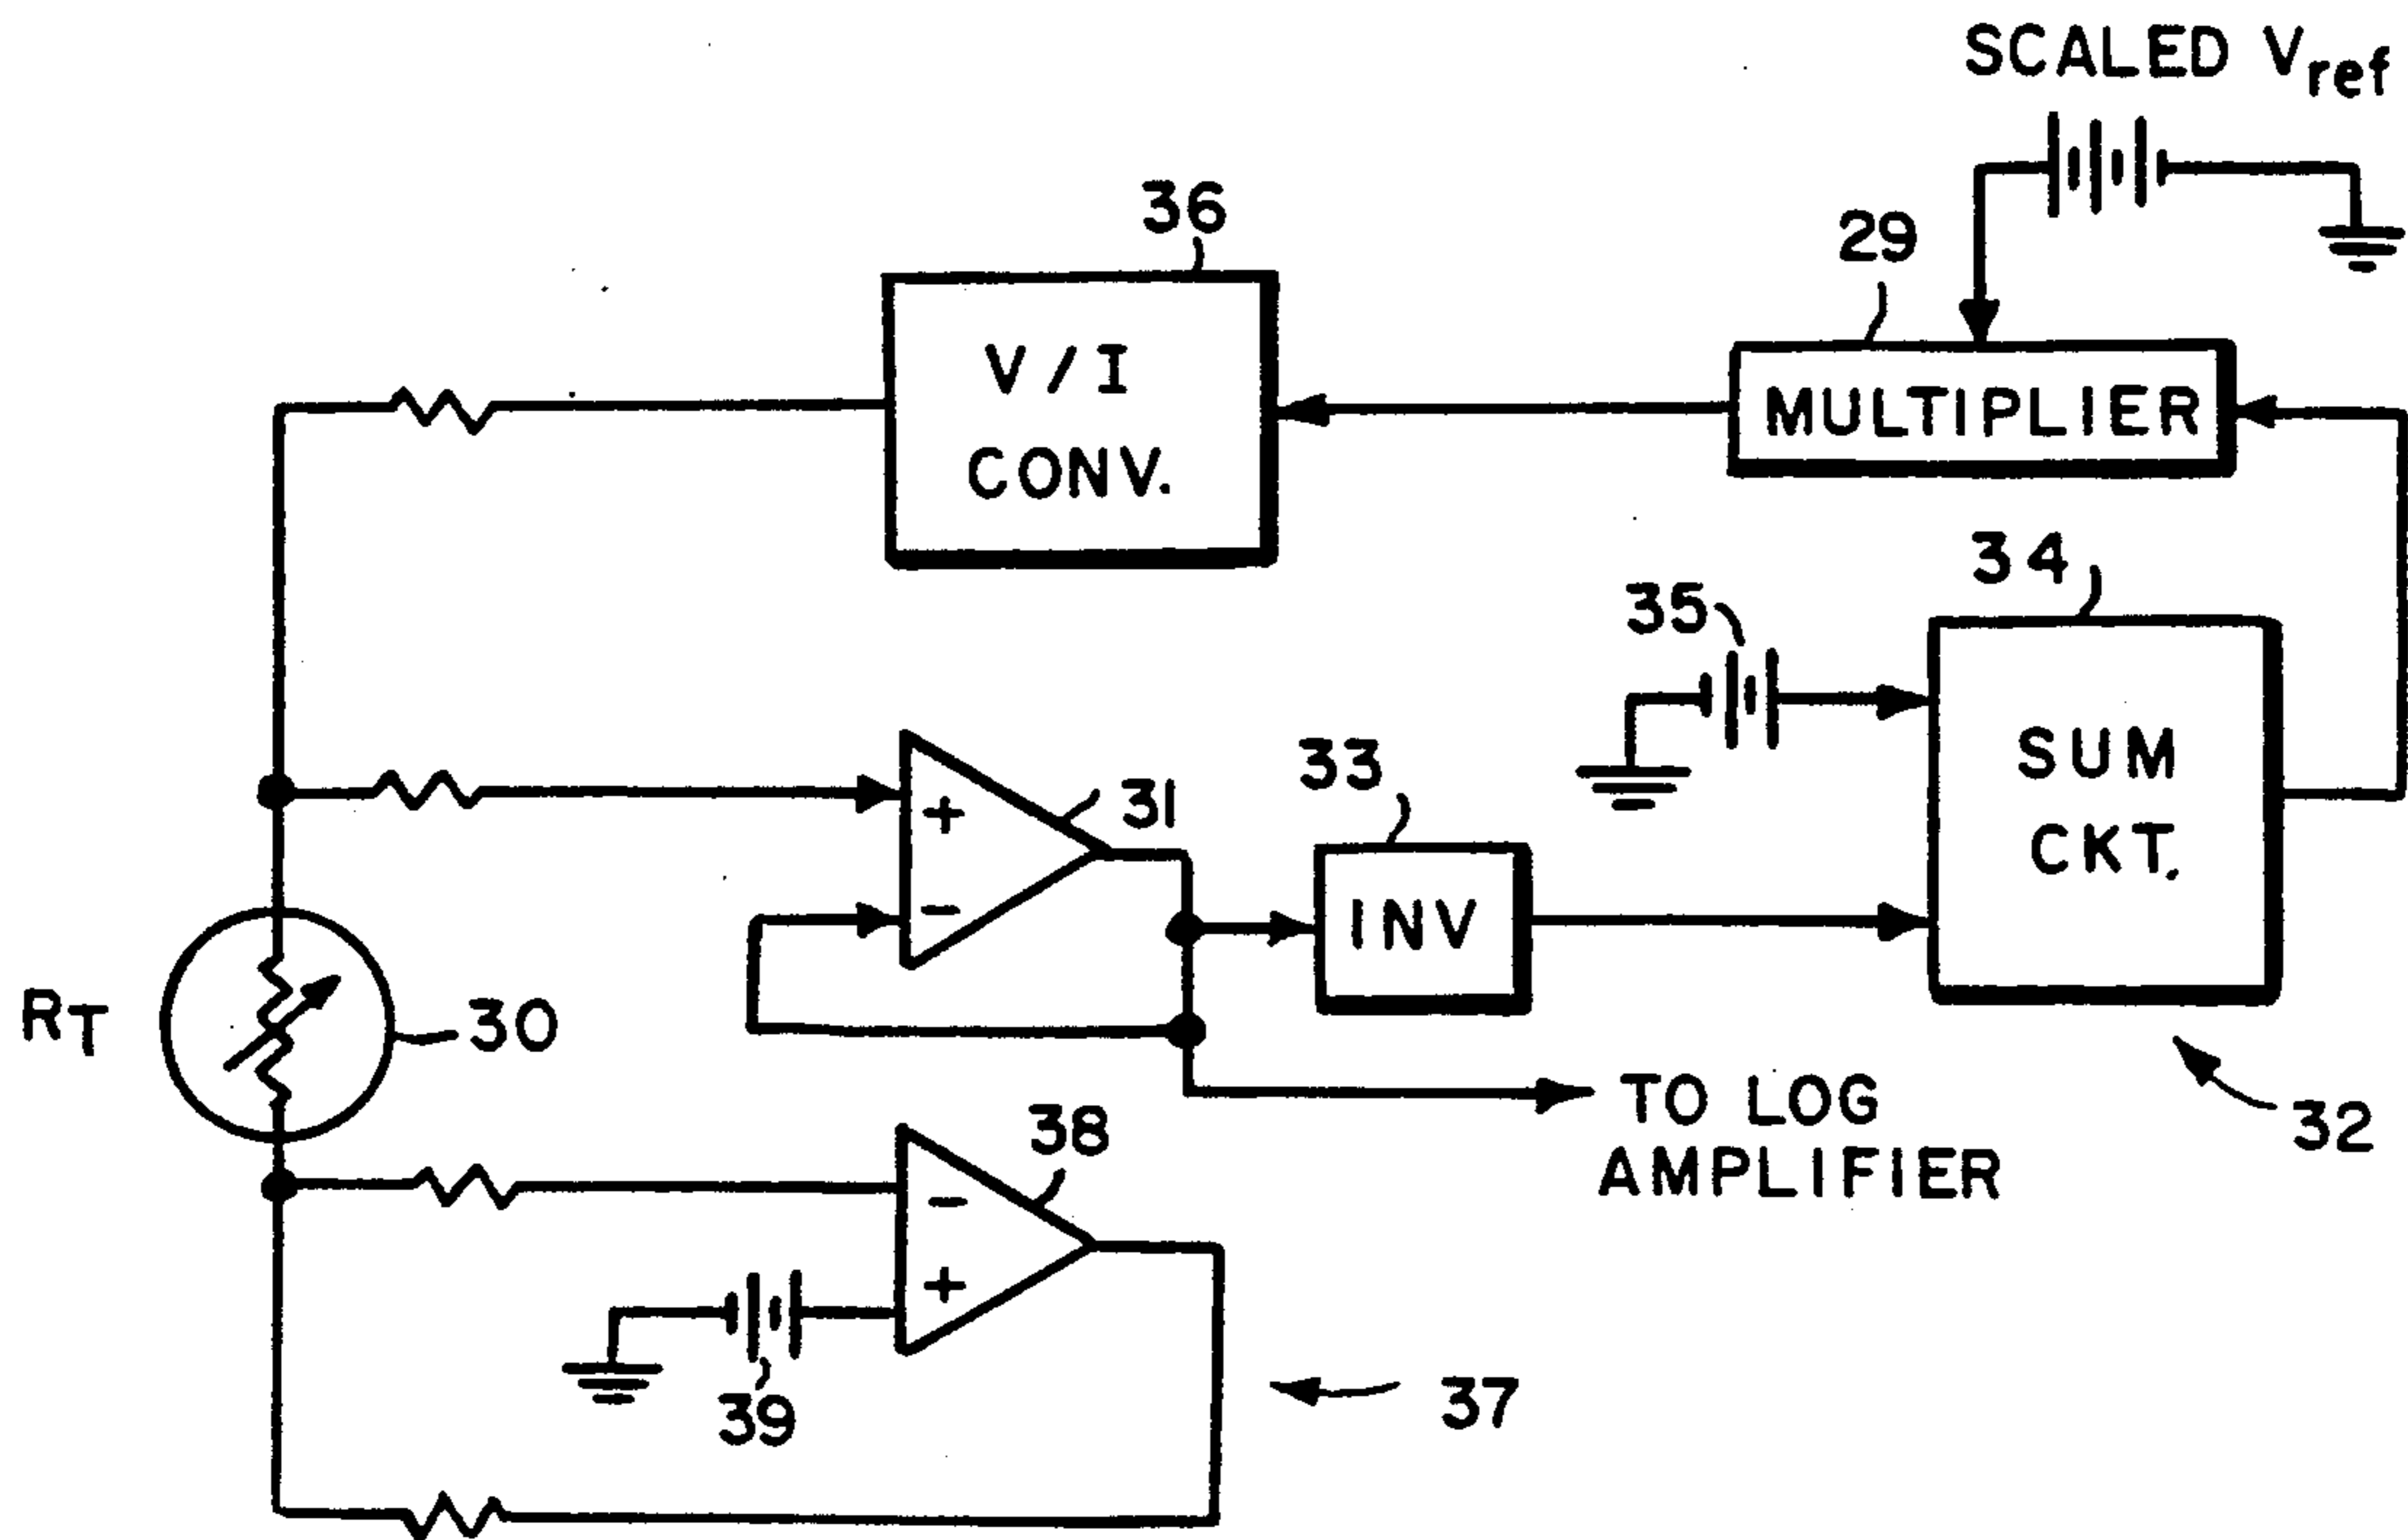 SCALED Vref
36
29
V/I
CONV.
MULTIPLIER
34
35
33
31
SUM
CKT.
+
-
INV
RT
30
TO LOG
AMPLIFIER
32
38
-
+
39
37